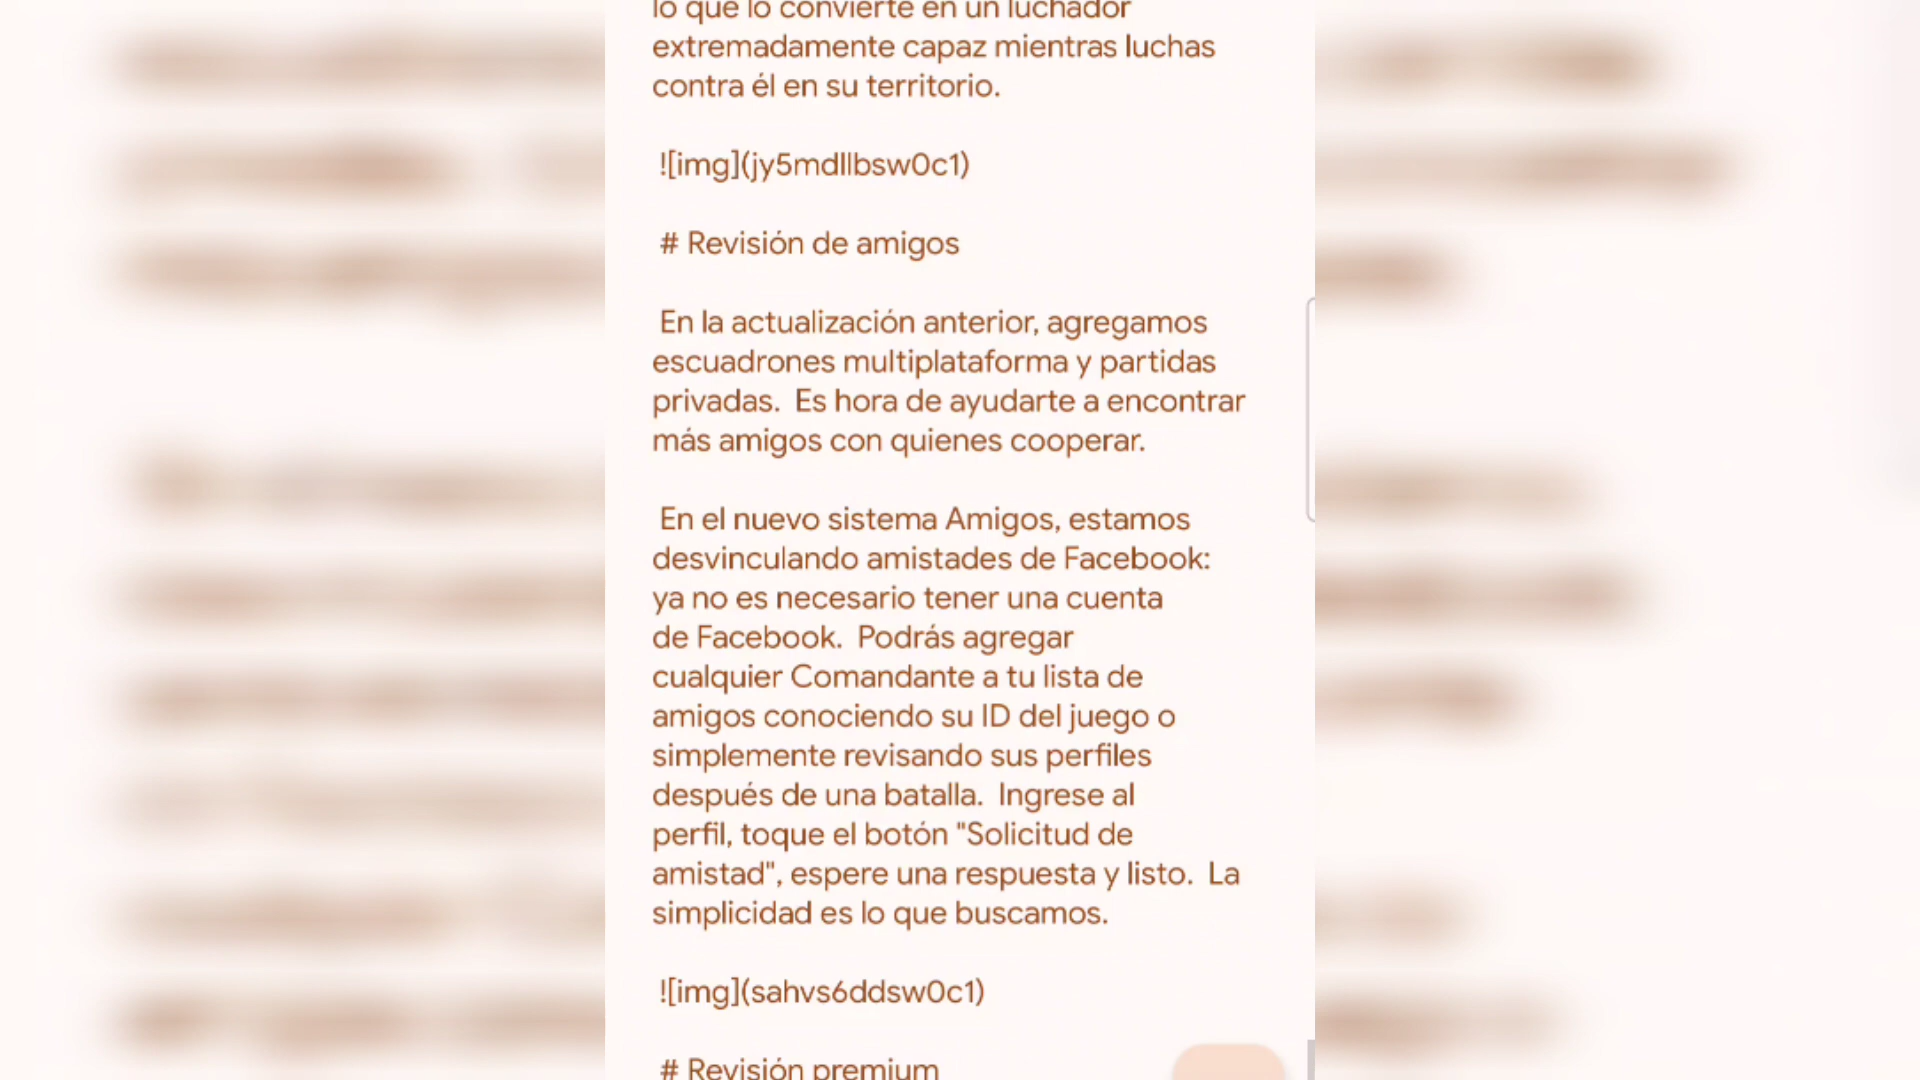 lo que lo convierte en un luchador
extremadamente capaz mientras luchas
contra él en su territorio.
![img](jy5mdllbsw0c1)
# Revisión de amigos
En la actualización anterior, agregamos
escuadrones multiplataforma y partidas
privadas.  Es hora de ayudarte a encontrar
más amigos con quienes cooperar.
En el nuevo sistema Amigos, estamos
desvinculando amistades de Facebook:
ya no es necesario tener una cuenta
de Facebook.  Podrás agregar
cualquier Comandante a tu lista de
amigos conociendo su ID del juego o
simplemente revisando sus perfiles
después de una batalla.  Ingrese al
perfil, toque el botón "Solicitud de
amistad", espere una respuesta y listo.  La
simplicidad es lo que buscamos.
![img](sahvs6ddsw0c1)
# Revisión premium